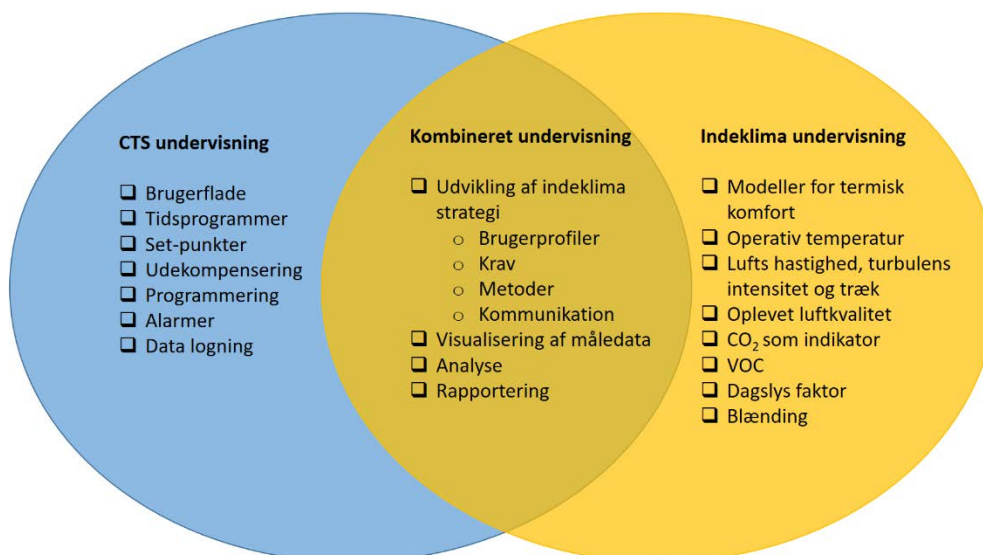 CTS undervisning
❑ Brugerflade
❑ Tidsprogrammer
❑ Set-punkter
❑ Udekompensering
❑ Programmering
❑ Alarmer
❑ Data logning
Kombineret undervisning
❑ Udvikling af indeklima
strategi
o Brugerprofiler
o Krav
o Metoder
o Kommunikation
❑ Visualisering af måledata
❑ Analyse
❑ Rapportering
Indeklima undervisning
❑ Modeller for termisk
komfort
❑ Operativ temperatur
❑ Lufts hastighed, turbulens
intensitet og træk
❑ Oplevet luftkvalitet
❑ CO₂ som indikator
❑ VOC
❑ Dagslys faktor
❑ Blænding